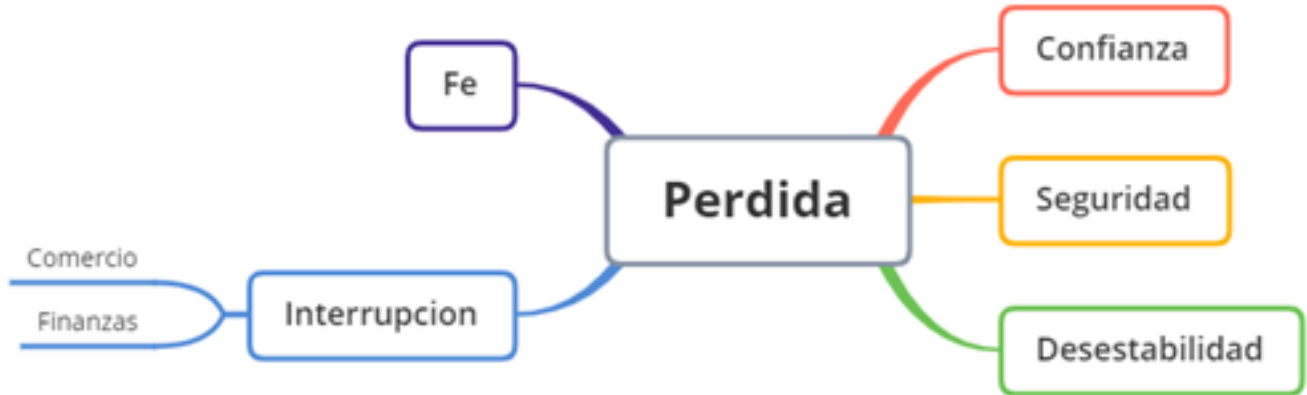 Fe
Confianza
Perdida
Seguridad
Comercio
Finanzas
Interrupcion
Desestabilidad